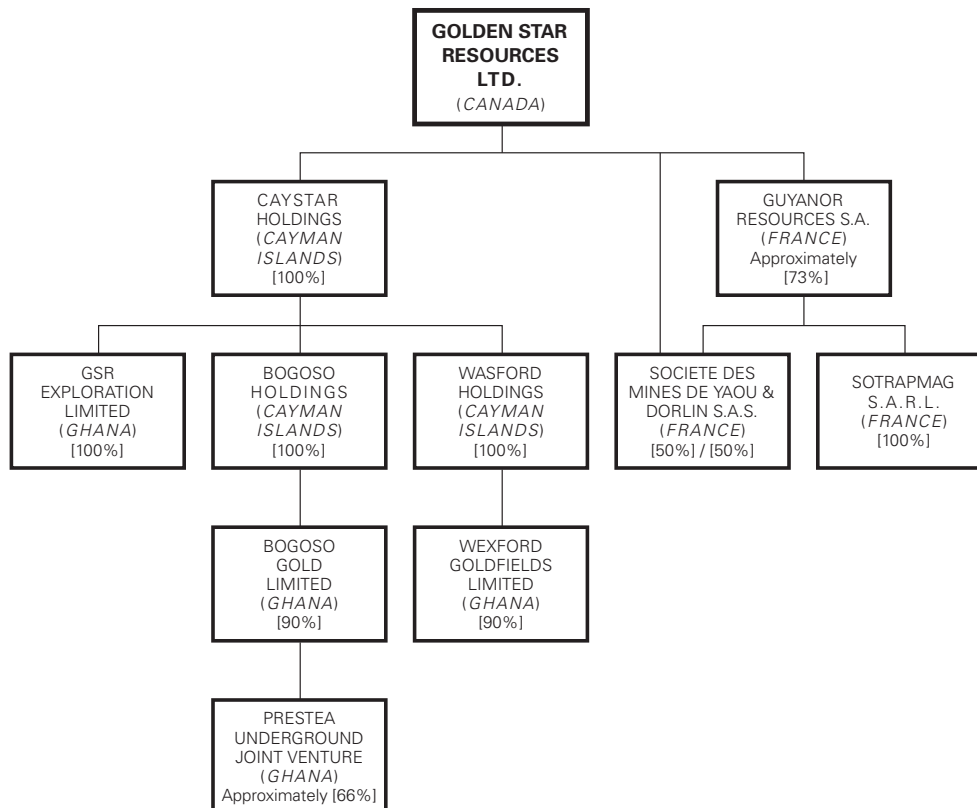 GOLDEN STAR
RESOURCES
LTD.
(CANADA)
CAYSTAR
HOLDINGS
(CAYMAN
ISLANDS)
[100%]
GUYANOR
RESOURCES S.A.
(FRANCE)
Approximately
[73%]
GSR
EXPLORATION
LIMITED
(GHANA)
[100%]
BOGOSO
HOLDINGS
(CAYMAN
ISLANDS)
[100%]
WASFORD
HOLDINGS
(CAYMAN
ISLANDS)
[100%]
SOCIETE DES
MINES DE YAOU &
DORLIN S.A.S.
(FRANCE)
[50%] / [50%]
SOTRAPMAG
S.A.R.L.
(FRANCE)
[100%]
BOGOSO
GOLD
LIMITED
(GHANA)
[90%]
WEXFORD
GOLDFIELDS
LIMITED
(GHANA)
[90%]
PRESTEA
UNDERGROUND
JOINT VENTURE
(GHANA)
Approximately [66%]